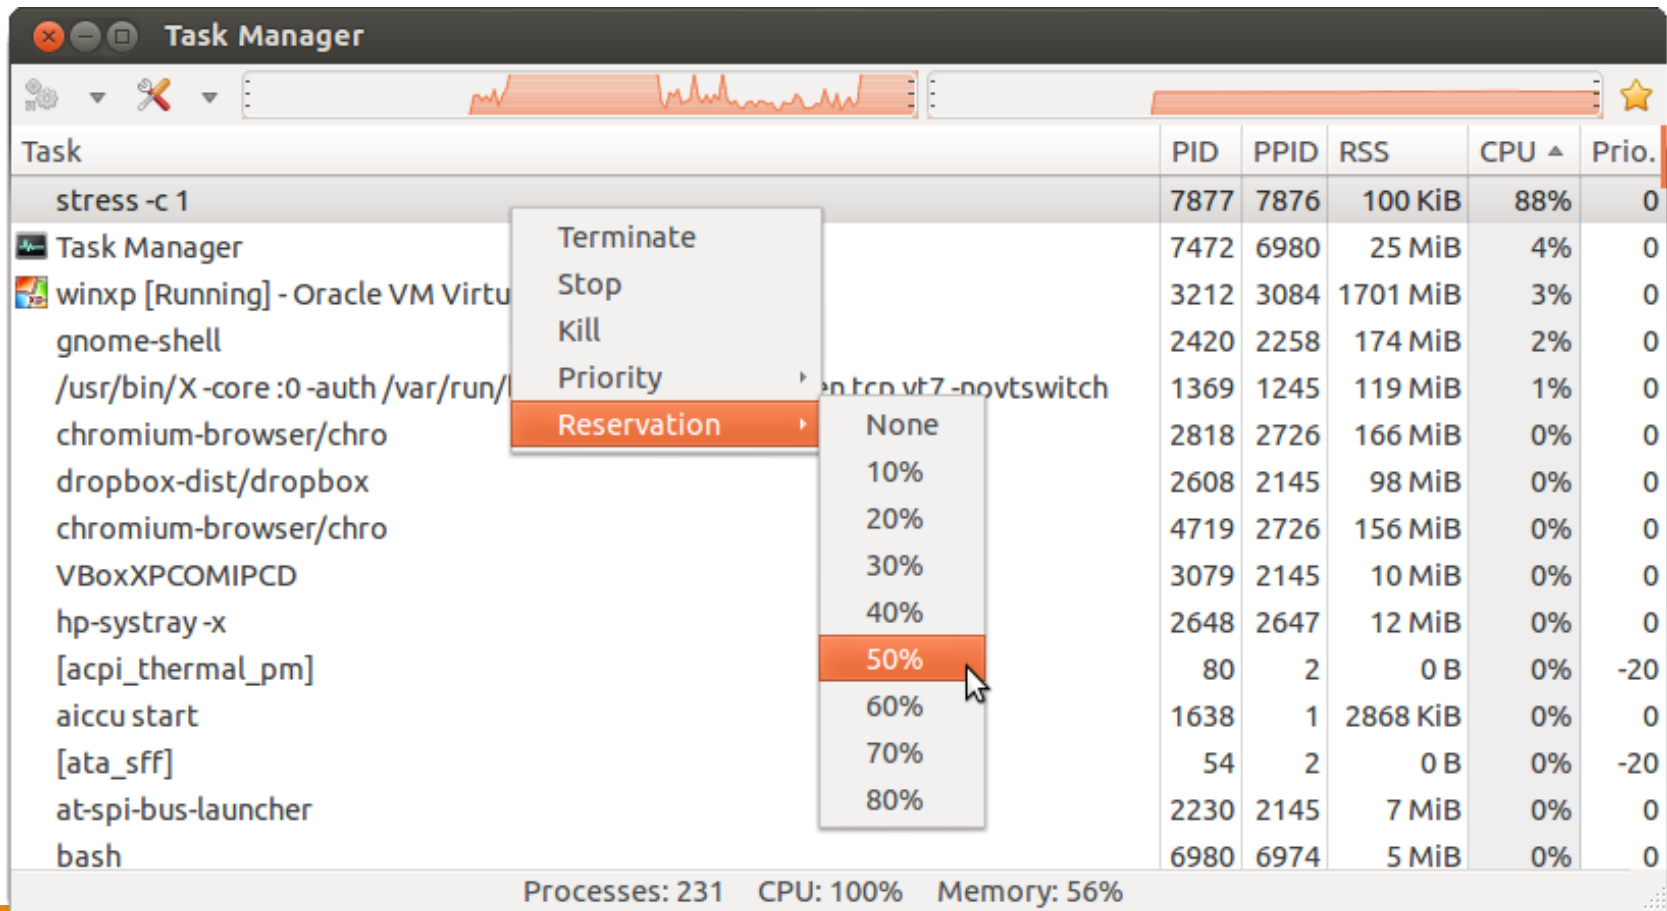 Task Manager
Task PID PPID RSS CPU Prio.
stress -c 1 7877 7876 100 KiB 88% 0
Terminate
Task Manager 7472 6980 25 MiB 4% 0
Stop
winxp [Running] - Oracle VM Virtu 3212 3084 1701 MiB 3% 0
Kill
gnome-shell 2420 2258 174 MiB 2% 0
Priority
/usr/bin/X -core :0 -auth /var/run/ tcp vt7 -novtswitch 1369 1245 119 MiB 1% 0
Reservation None
chromium-browser/chro 2818 2726 166 MiB 0% 0
10%
dropbox-dist/dropbox 2608 2145 98 MiB 0% 0
20%
chromium-browser/chro 4719 2726 156 MiB 0% 0
30%
VBoxXPCOMIPCD 3079 2145 10 MiB 0% 0
40%
hp-systray -x 2648 2647 12 MiB 0% 0
50%
[acpi_thermal_pm] 80 2 0 B 0% -20
60%
aiccu start 1638 1 2868 KiB 0% 0
70%
[ata_sff] 54 2 0 B 0% -20
80%
at-spi-bus-launcher 2230 2145 7 MiB 0% 0
bash 6980 6974 5 MiB 0% 0
Processes: 231 CPU: 100% Memory: 56%